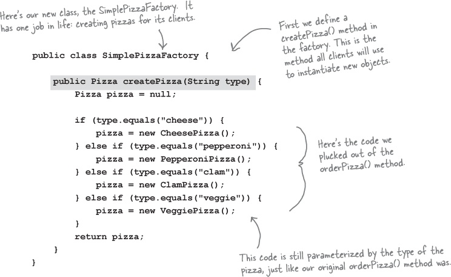 Here's our new class, the SimplePizzaFactory. It
has one job in life: creating pizzas for its clients.
First we define a
createPizza() method in
the factory. This is the
method all clients will use
to instantiate new objects.
public class SimplePizzaFactory {
public Pizza createPizza(String type) {
Pizza pizza = null;
if (type.equals("cheese")) {
pizza = new CheesePizza();
} else if (type.equals("pepperoni")) {
pizza = new PepperoniPizza();
} else if (type.equals("clam")) {
pizza = new ClamPizza();
} else if (type.equals("veggie")) {
pizza = new VeggiePizza();
}
return pizza;
}
}
Here's the code we
plucked out of the
orderPizza() method.
This code is still parameterized by the type of the
pizza, just like our original orderPizza() method was.